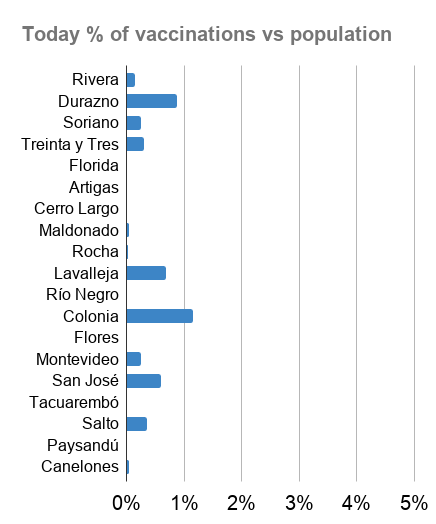 Today % of vaccinations vs population
Rivera
Durazno
Soriano
Treinta y Tres
Florida
Artigas
Cerro Largo
Maldonado
Rocha
Lavalleja
Río Negro
Colonia
Flores
Montevideo
San José
Tacuarembó
Salto
Paysandú
Canelones
0% 1% 2% 3% 4% 5%